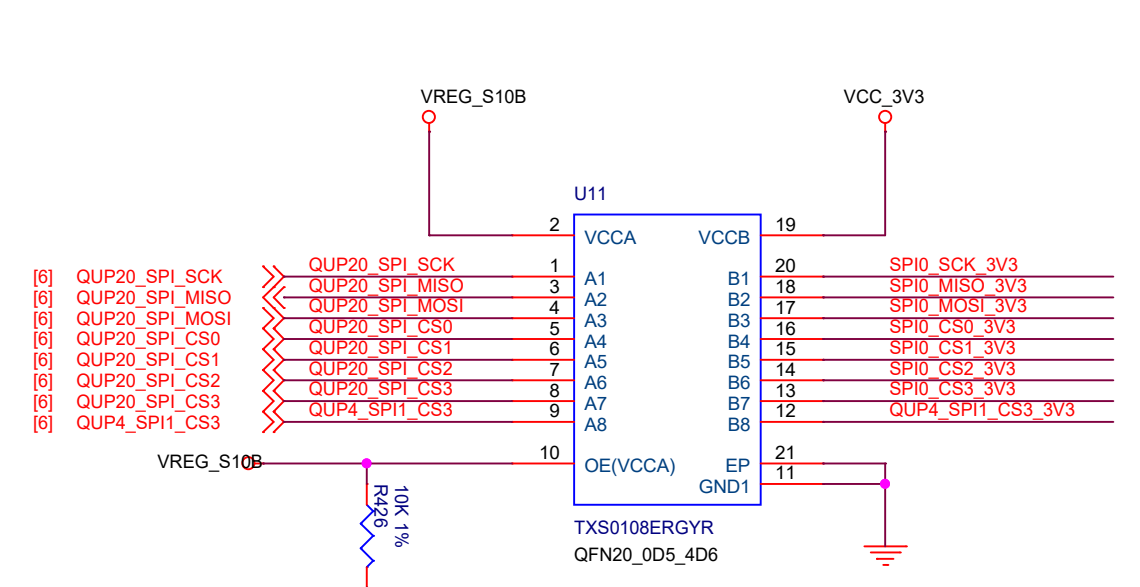 VREG_S10B
VCC_3V3
U11
2 VCCA VCCB 19
[6] QUP20_SPI_SCK QUP20_SPI_SCK 1 A1 B1 20 SPI0_SCK_3V3
[6] QUP20_SPI_MISO QUP20_SPI_MISO 3 A2 B2 18 SPI0_MISO_3V3
[6] QUP20_SPI_MOSI QUP20_SPI_MOSI 4 A3 B3 17 SPI0_MOSI_3V3
[6] QUP20_SPI_CS0 QUP20_SPI_CS0 5 A4 B4 16 SPI0_CS0_3V3
[6] QUP20_SPI_CS1 QUP20_SPI_CS1 6 A5 B5 15 SPI0_CS1_3V3
[6] QUP20_SPI_CS2 QUP20_SPI_CS2 7 A6 B6 14 SPI0_CS2_3V3
[6] QUP20_SPI_CS3 QUP20_SPI_CS3 8 A7 B7 13 SPI0_CS3_3V3
[6] QUP4_SPI1_CS3 QUP4_SPI1_CS3 9 A8 B8 12 QUP4_SPI1_CS3_3V3
VREG_S10B 10 OE(VCCA) EP 21
GND1 11
R426
10K 1%
TXS0108ERGYR
QFN20_0D5_4D6